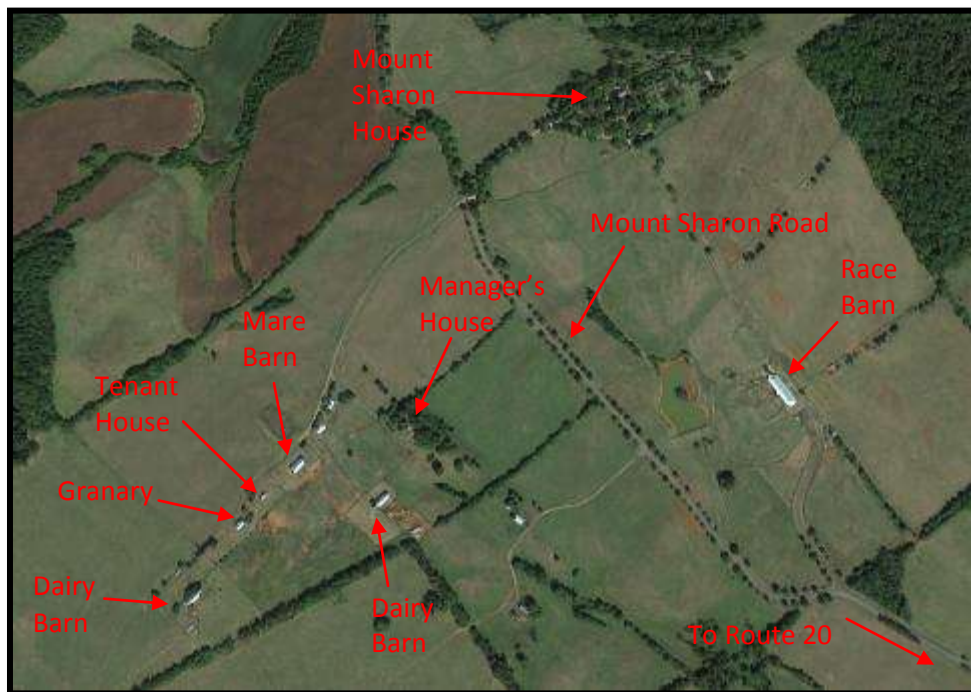 Mount
Sharon
House
Mount Sharon Road
Race
Barn
Manager's
House
Mare
Barn
Tenant
House
Granary
Dairy
Barn
Dairy
Barn
To Route 20